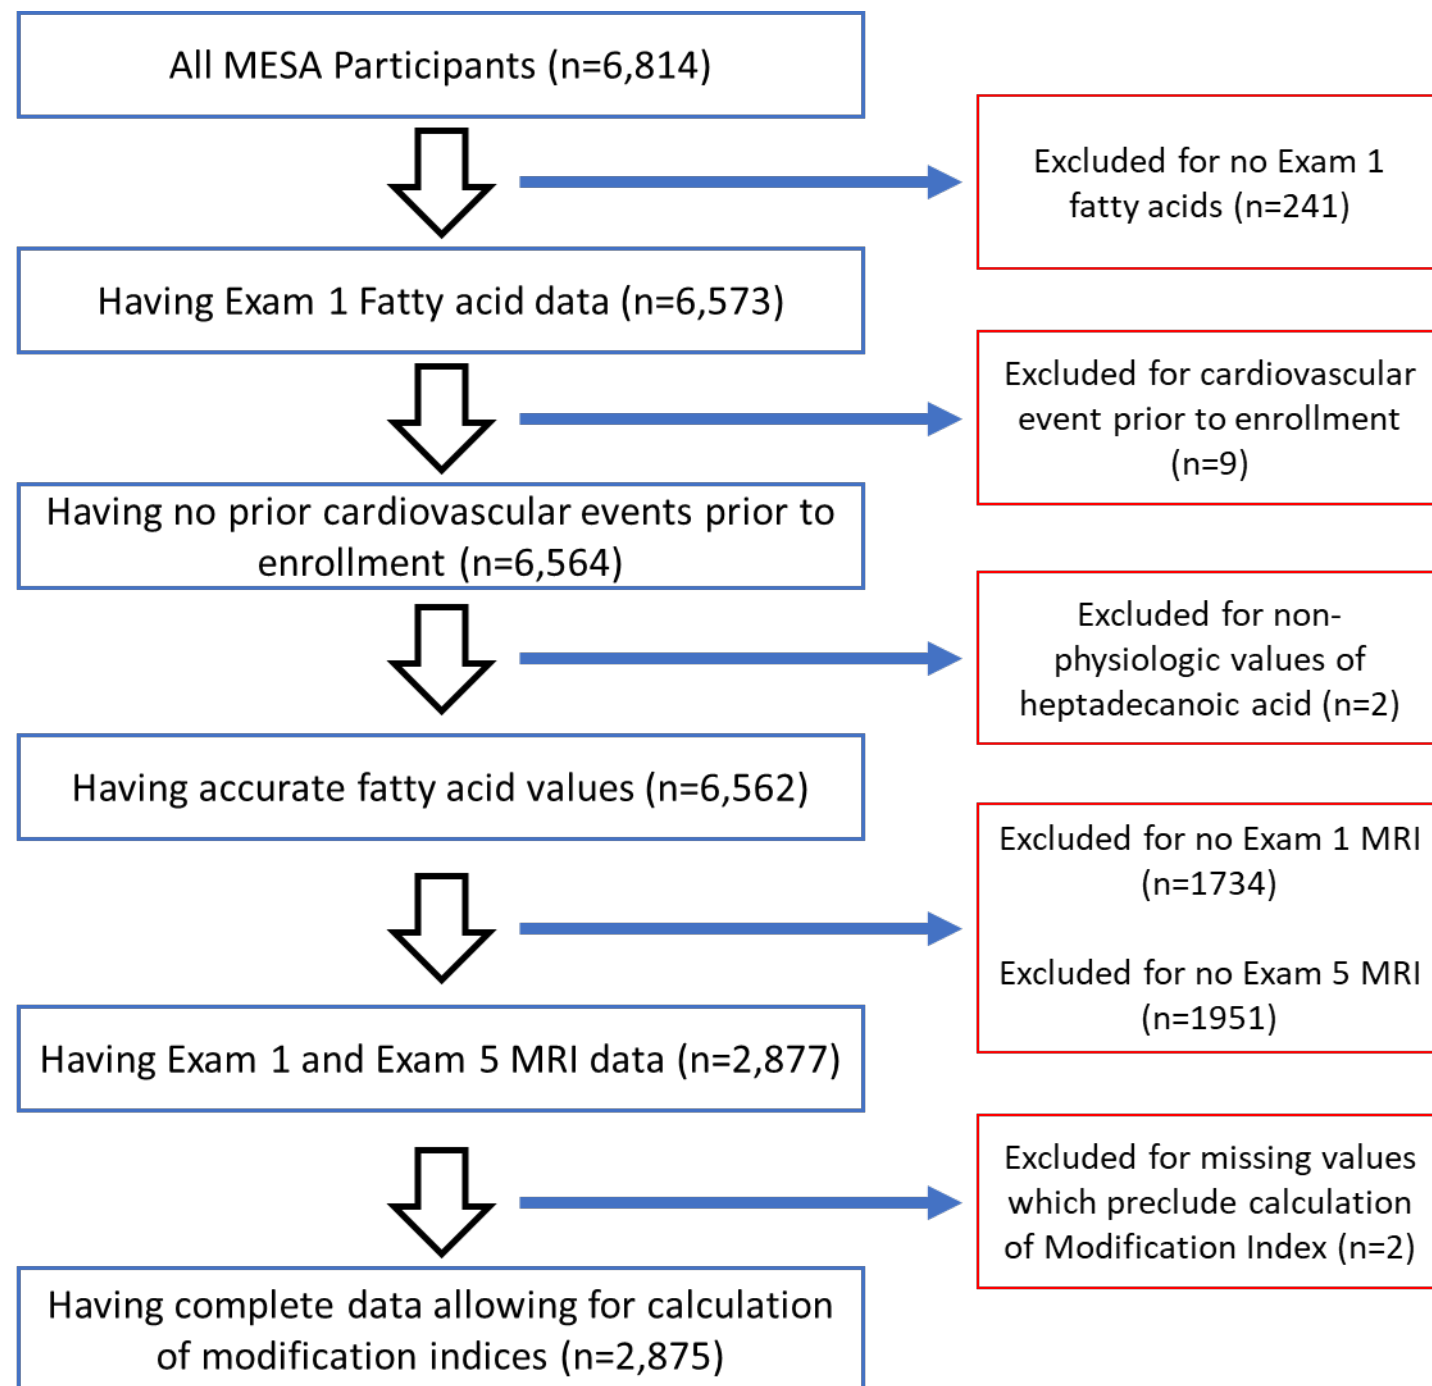 All MESA Participants (n=6,814)
Excluded for no Exam 1
fatty acids (n=241)
Having Exam 1 Fatty acid data (n=6,573)
Excluded for cardiovascular
event prior to enrollment
(n=9)
Having no prior cardiovascular events prior to
enrollment (n=6,564)
Excluded for non-
physiologic values of
heptadecanoic acid (n=2)
Having accurate fatty acid values (n=6,562)
Excluded for no Exam 1 MRI
(n=1734)
Excluded for no Exam 5 MRI
(n=1951)
Having Exam 1 and Exam 5 MRI data (n=2,877)
Excluded for missing values
which preclude calculation
of Modification Index (n=2)
Having complete data allowing for calculation
of modification indices (n=2,875)